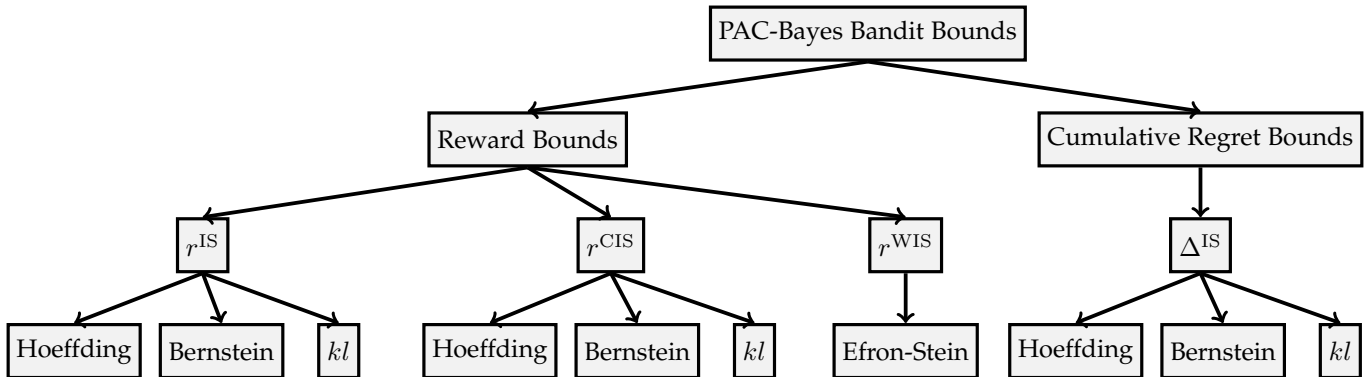 PAC-Bayes Bandit Bounds
Reward Bounds
Cumulative Regret Bounds
r^IS
r^CIS
r^WIS
Δ^IS
Hoeffding
Bernstein
kl
Hoeffding
Bernstein
kl
Efron-Stein
Hoeffding
Bernstein
kl